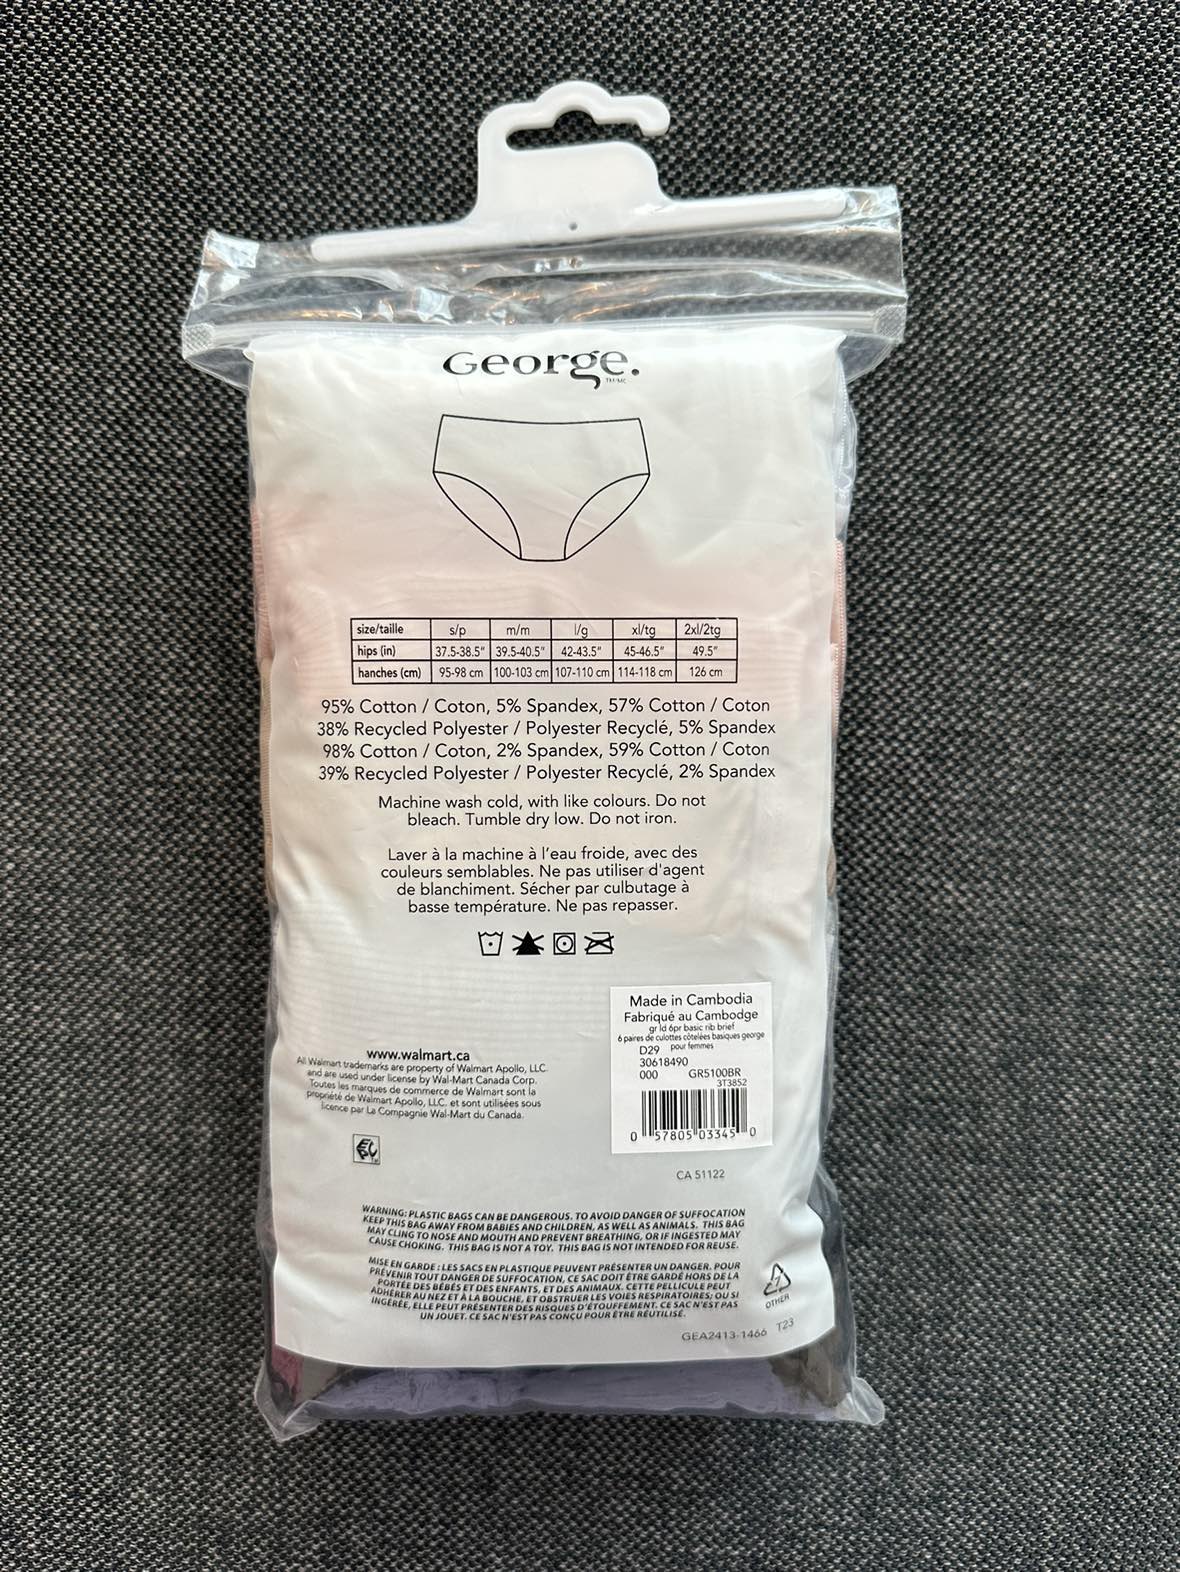 George.
TM/MC
size/taille s/p m/m l/g xl/tg 2xl/2tg
hips (in) 37.5-38.5" 39.5-40.5" 42-43.5" 45-46.5" 49.5"
hanches (cm) 95-98 cm 100-103 cm 107-110 cm 114-118 cm 126 cm
95% Cotton / Coton, 5% Spandex, 57% Cotton / Coton
38% Recycled Polyester / Polyester Recyclé, 5% Spandex
98% Cotton / Coton, 2% Spandex, 59% Cotton / Coton
39% Recycled Polyester / Polyester Recyclé, 2% Spandex
Machine wash cold, with like colours. Do not
bleach. Tumble dry low. Do not iron.
Laver à la machine à l'eau froide, avec des
couleurs semblables. Ne pas utiliser d'agent
de blanchiment. Sécher par culbutage à
basse température. Ne pas repasser.
Made in Cambodia
Fabriqué au Cambodge
gr ld 6pr basic rib brief
6 paires de culottes côtelées basiques george
pour femmes
D29
30618490
000 GR5100BR
3T3852
0 57805 03345 0
www.walmart.ca
All Walmart trademarks are property of Walmart Apollo, LLC.
and are used under license by Wal-Mart Canada Corp.
Toutes les marques de commerce de Walmart sont la
propriété de Walmart Apollo, LLC. et sont utilisées sous
licence par La Compagnie Wal-Mart du Canada.
CA 51122
WARNING: PLASTIC BAGS CAN BE DANGEROUS. TO AVOID DANGER OF SUFFOCATION
KEEP THIS BAG AWAY FROM BABIES AND CHILDREN, AS WELL AS ANIMALS. THIS BAG
MAY CLING TO NOSE AND MOUTH AND PREVENT BREATHING, OR IF INGESTED MAY
CAUSE CHOKING. THIS BAG IS NOT A TOY. THIS BAG IS NOT INTENDED FOR REUSE.
MISE EN GARDE : LES SACS EN PLASTIQUE PEUVENT PRÉSENTER UN DANGER. POUR
PRÉVENIR TOUT DANGER DE SUFFOCATION, CE SAC DOIT ÊTRE GARDÉ HORS DE LA
PORTÉE DES BÉBÉS ET DES ENFANTS, ET DES ANIMAUX. CETTE PELLICULE PEUT
ADHÉRER AU NEZ ET À LA BOUCHE, ET OBSTRUER LES VOIES RESPIRATOIRES; OU SI
INGÉRÉE, ELLE PEUT PRÉSENTER DES RISQUES D'ÉTOUFFEMENT. CE SAC N'EST PAS
UN JOUET. CE SAC N'EST PAS CONÇU POUR ÊTRE RÉUTILISÉ.
7
OTHER
GEA2413-1466 T23